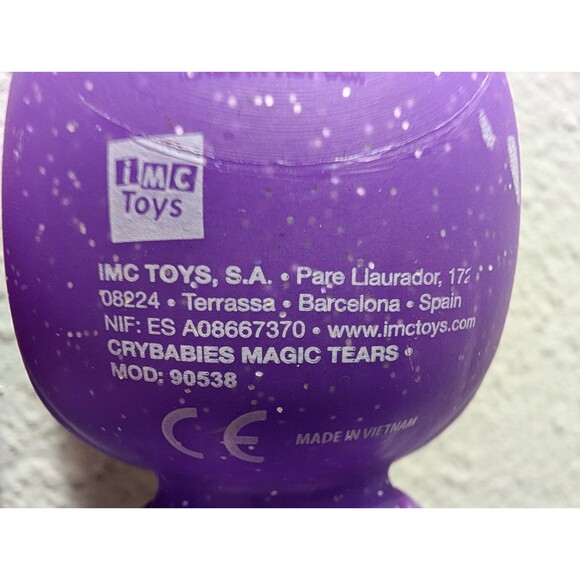 imc
Toys
IMC TOYS, S.A. • Pare Llaurador, 172
08224 • Terrassa • Barcelona • Spain
NIF: ES A08667370 • www.imctoys.com
CRYBABIES MAGIC TEARS •
MOD: 90538
CE
MADE IN VIETNAM